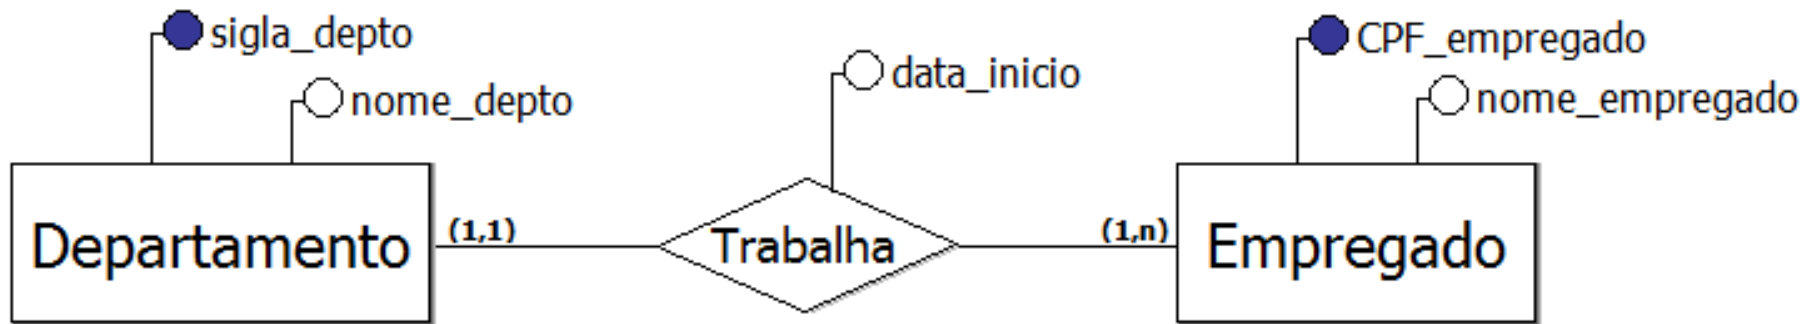 sigla_depto
nome_depto
data_inicio
CPF_empregado
nome_empregado
Departamento
(1,1)
Trabalha
(1,n)
Empregado